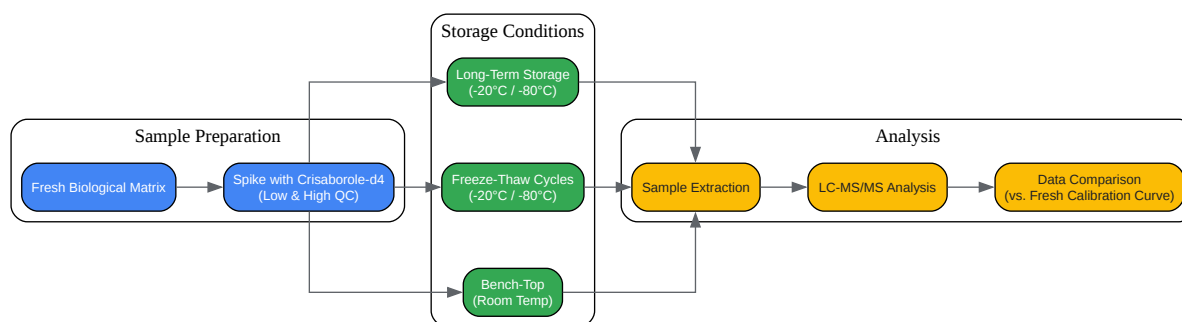 Storage Conditions
Long-Term Storage
(-20°C / -80°C)
Sample Preparation
Analysis
Fresh Biological Matrix
Spike with Crisaborole-d4
(Low & High QC)
Freeze-Thaw Cycles
(-20°C / -80°C)
Sample Extraction
LC-MS/MS Analysis
Data Comparison
(vs. Fresh Calibration Curve)
Bench-Top
(Room Temp)